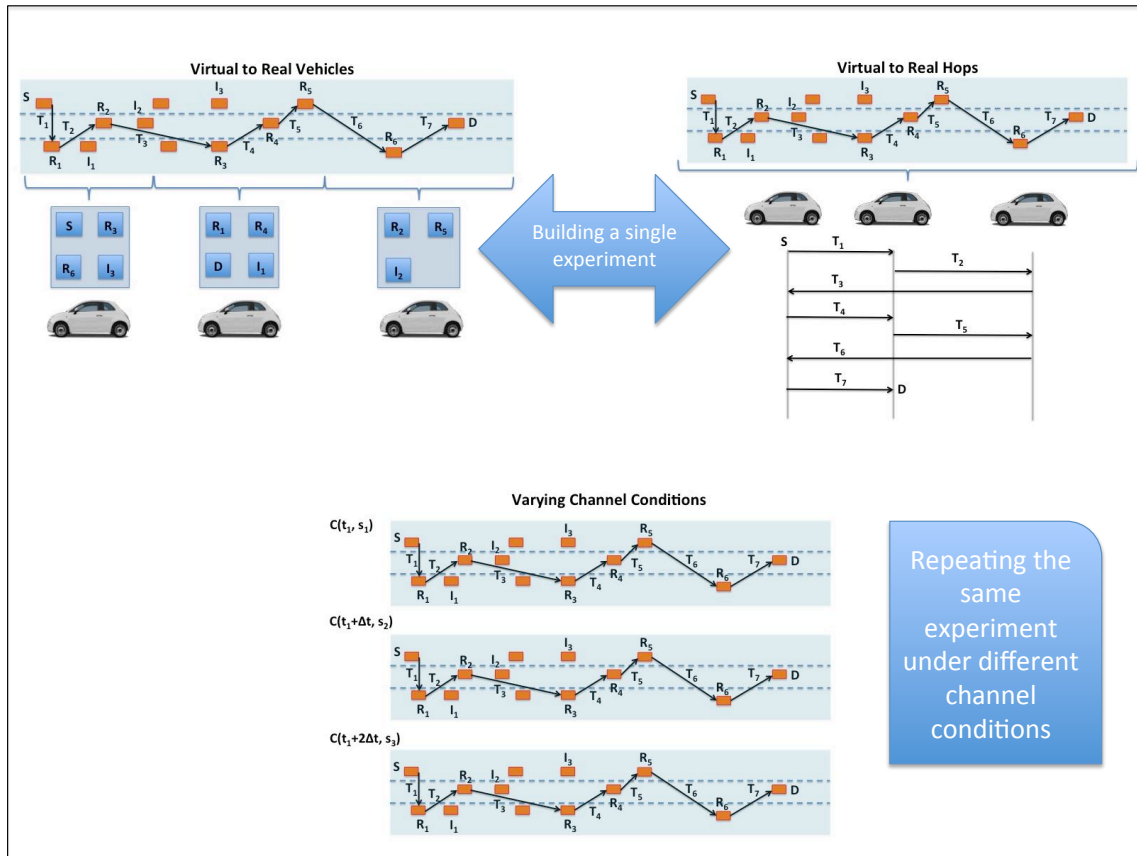 Virtual to Real Vehicles
S
T₁
T₂
R₂
I₂
I₃
R₅
T₃
R₁
I₁
R₃
T₄
R₄
T₅
T₆
R₆
T₇
D
S R₃
R₆ I₃
R₁ R₄
D I₁
R₂ R₅
I₂
Building a single
experiment
Virtual to Real Hops
S
T₁
T₂
R₂
I₂
I₃
R₅
T₃
R₁
I₁
R₃
T₄
R₄
T₅
T₆
R₆
T₇
D
S
T₁
T₂
T₃
T₄
T₅
T₆
T₇
D
Varying Channel Conditions
C(t₁, s₁)
S
T₁
T₂
R₂
I₂
I₃
R₅
T₃
R₁
I₁
R₃
T₄
R₄
T₅
T₆
R₆
T₇
D
C(t₁+Δt, s₂)
S
T₁
T₂
R₂
I₂
I₃
R₅
T₃
R₁
I₁
R₃
T₄
R₄
T₅
T₆
R₆
T₇
D
C(t₁+2Δt, s₃)
S
T₁
T₂
R₂
I₂
I₃
R₅
T₃
R₁
I₁
R₃
T₄
R₄
T₅
T₆
R₆
T₇
D
Repeating the
same
experiment
under different
channel
conditions